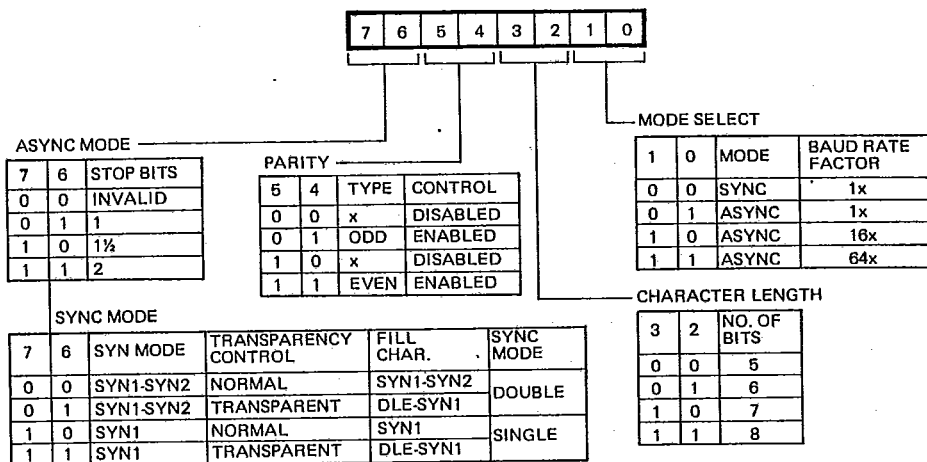 7 6 5 4 3 2 1 0
ASYNC MODE
7 6 STOP BITS
0 0 INVALID
0 1 1
1 0 1½
1 1 2
PARITY
5 4 TYPE CONTROL
0 0 x DISABLED
0 1 ODD ENABLED
1 0 x DISABLED
1 1 EVEN ENABLED
MODE SELECT
1 0 MODE BAUD RATE
FACTOR
0 0 SYNC 1x
0 1 ASYNC 1x
1 0 ASYNC 16x
1 1 ASYNC 64x
CHARACTER LENGTH
3 2 NO. OF
BITS
0 0 5
0 1 6
1 0 7
1 1 8
SYNC MODE
7 6 SYN MODE TRANSPARENCY
CONTROL FILL
CHAR. SYNC
MODE
0 0 SYN1-SYN2 NORMAL SYN1-SYN2 DOUBLE
0 1 SYN1-SYN2 TRANSPARENT DLE-SYN1
1 0 SYN1 NORMAL SYN1 SINGLE
1 1 SYN1 TRANSPARENT DLE-SYN1